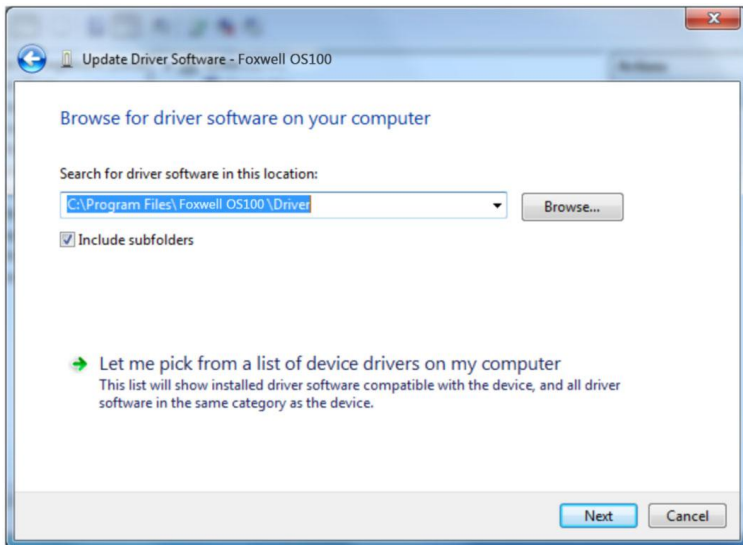 Update Driver Software - Foxwell OS100
Browse for driver software on your computer
Search for driver software in this location:
C:\Program Files\ Foxwell OS100 \Driver
Browse...
Include subfolders
Let me pick from a list of device drivers on my computer
This list will show installed driver software compatible with the device, and all driver
software in the same category as the device.
Next
Cancel